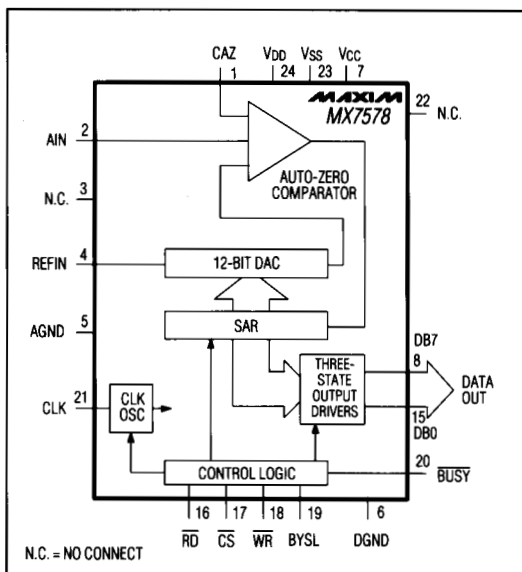 CAZ VDD VSS VCC
1 24 23 7
MAXIM
MX7578
22
N.C.
AIN 2
AUTO-ZERO
COMPARATOR
N.C. 3
REFIN 4
12-BIT DAC
AGND 5
SAR
DB7
8
THREE-
STATE
OUTPUT
DRIVERS
DATA
OUT
15
DB0
CLK 21
CLK
OSC
20
BUSY
CONTROL LOGIC
16 17 18 19 6
RD CS WR BYSL DGND
N.C. = NO CONNECT